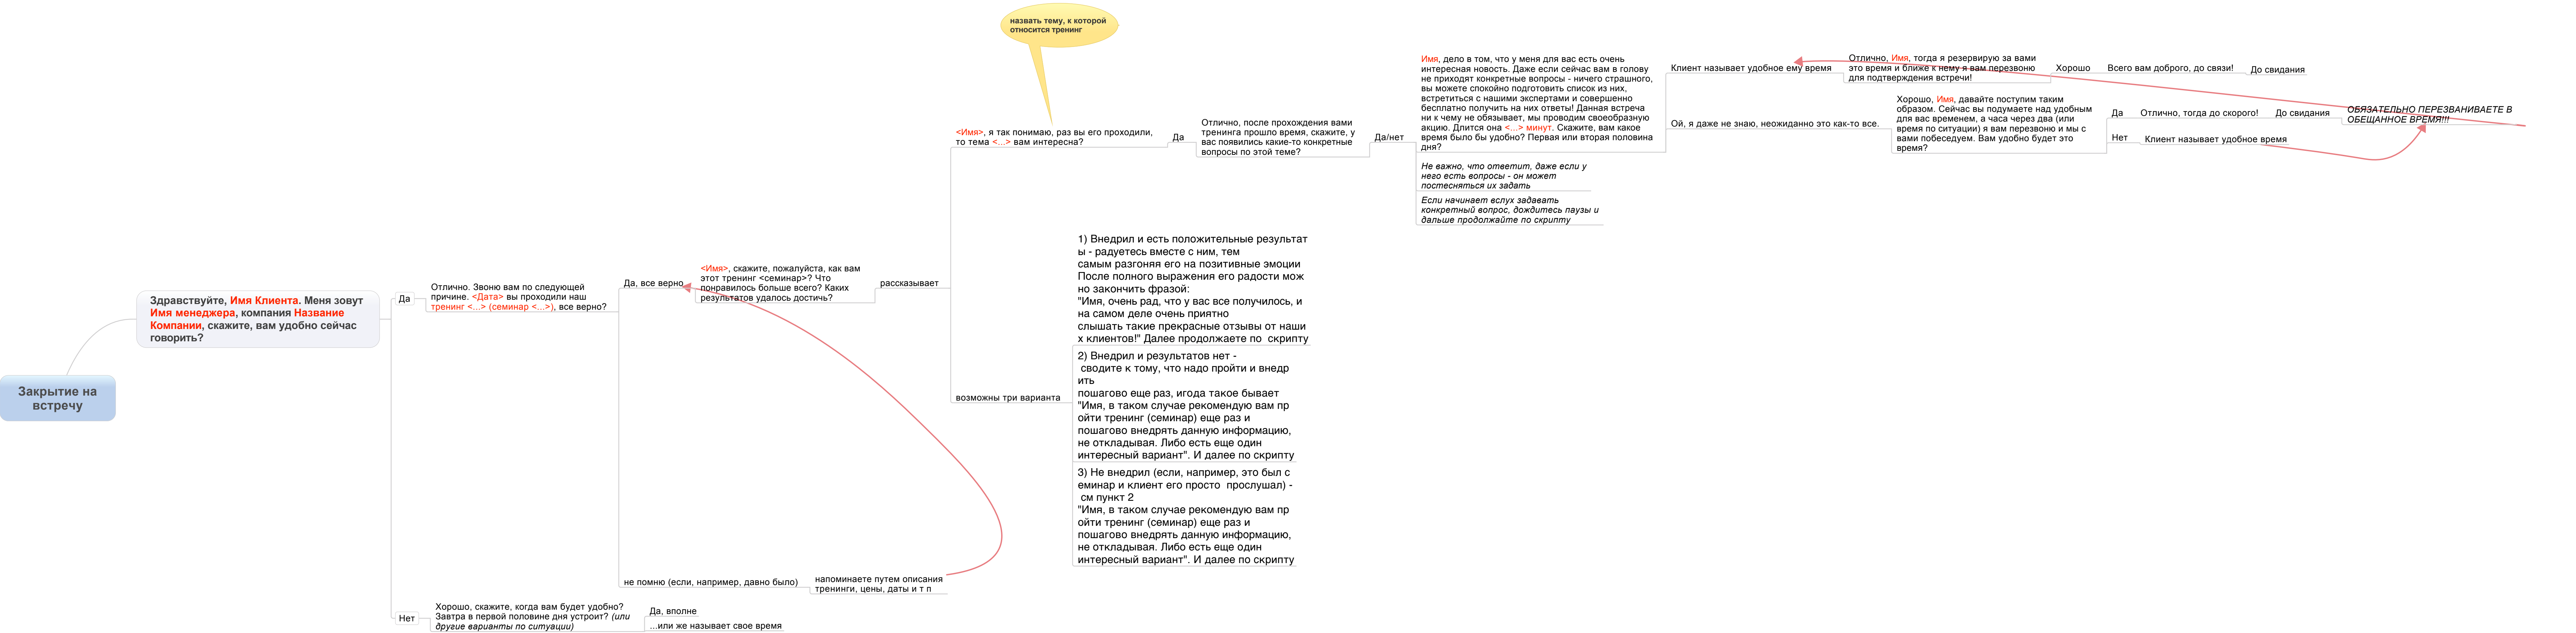 назвать тему, к которой
относится тренинг
Закрытие на
встречу
Здравствуйте, Имя Клиента. Меня зовут
Имя менеджера, компания Название
Компании, скажите, вам удобно сейчас
говорить?
Да
Отлично. Звоню вам по следующей
причине. <Дата> вы проходили наш
тренинг <...> (семинар <...>), все верно?
Да, все верно
<Имя>, скажите, пожалуйста, как вам
этот тренинг <семинар>? Что
понравилось больше всего? Каких
результатов удалось достичь?
рассказывает
<Имя>, я так понимаю, раз вы его проходили,
то тема <...> вам интересна?
Да
Отлично, после прохождения вами
тренинга прошло время, скажите, у
вас появились какие-то конкретные
вопросы по этой теме?
Да/нет
Имя, дело в том, что у меня для вас есть очень
интересная новость. Даже если сейчас вам в голову
не приходят конкретные вопросы - ничего страшного,
вы можете спокойно подготовить список из них,
встретиться с нашими экспертами и совершенно
бесплатно получить на них ответы! Данная встреча
ни к чему не обязывает, мы проводим своеобразную
акцию. Длится она <...> минут. Скажите, вам какое
время было бы удобно? Первая или вторая половина
дня?
Клиент называет удобное ему время
Отлично, Имя, тогда я резервирую за вами
это время и ближе к нему я вам перезвоню
для подтверждения встречи!
Хорошо
Всего вам доброго, до связи!
До свидания
Ой, я даже не знаю, неожиданно это как-то все.
Хорошо, Имя, давайте поступим таким
образом. Сейчас вы подумаете над удобным
для вас временем, а часа через два (или
время по ситуации) я вам перезвоню и мы с
вами побеседуем. Вам удобно будет это
время?
Да
Отлично, тогда до скорого!
До свидания
ОБЯЗАТЕЛЬНО ПЕРЕЗВАНИВАЕТЕ В
ОБЕЩАННОЕ ВРЕМЯ!!!
Нет
Клиент называет удобное время
Не важно, что ответит, даже если у
него есть вопросы - он может
постесняться их задать
Если начинает вслух задавать
конкретный вопрос, дождитесь паузы и
дальше продолжайте по скрипту
возможны три варианта
1) Внедрил и есть положительные результат
ы - радуетесь вместе с ним, тем
самым разгоняя его на позитивные эмоции
После полного выражения его радости мож
но закончить фразой:
"Имя, очень рад, что у вас все получилось, и
на самом деле очень приятно
слышать такие прекрасные отзывы от наши
х клиентов!" Далее продолжаете по скрипту
2) Внедрил и результатов нет -
сводите к тому, что надо пройти и внедр
ить
пошагово еще раз, игода такое бывает
"Имя, в таком случае рекомендую вам пр
ойти тренинг (семинар) еще раз и
пошагово внедрять данную информацию,
не откладывая. Либо есть еще один
интересный вариант". И далее по скрипту
3) Не внедрил (если, например, это был с
еминар и клиент его просто прослушал) -
см пункт 2
"Имя, в таком случае рекомендую вам пр
ойти тренинг (семинар) еще раз и
пошагово внедрять данную информацию,
не откладывая. Либо есть еще один
интересный вариант". И далее по скрипту
не помню (если, например, давно было)
напоминаете путем описания
тренинги, цены, даты и т п
Нет
Хорошо, скажите, когда вам будет удобно?
Завтра в первой половине дня устроит? (или
другие варианты по ситуации)
Да, вполне
...или же называет свое время